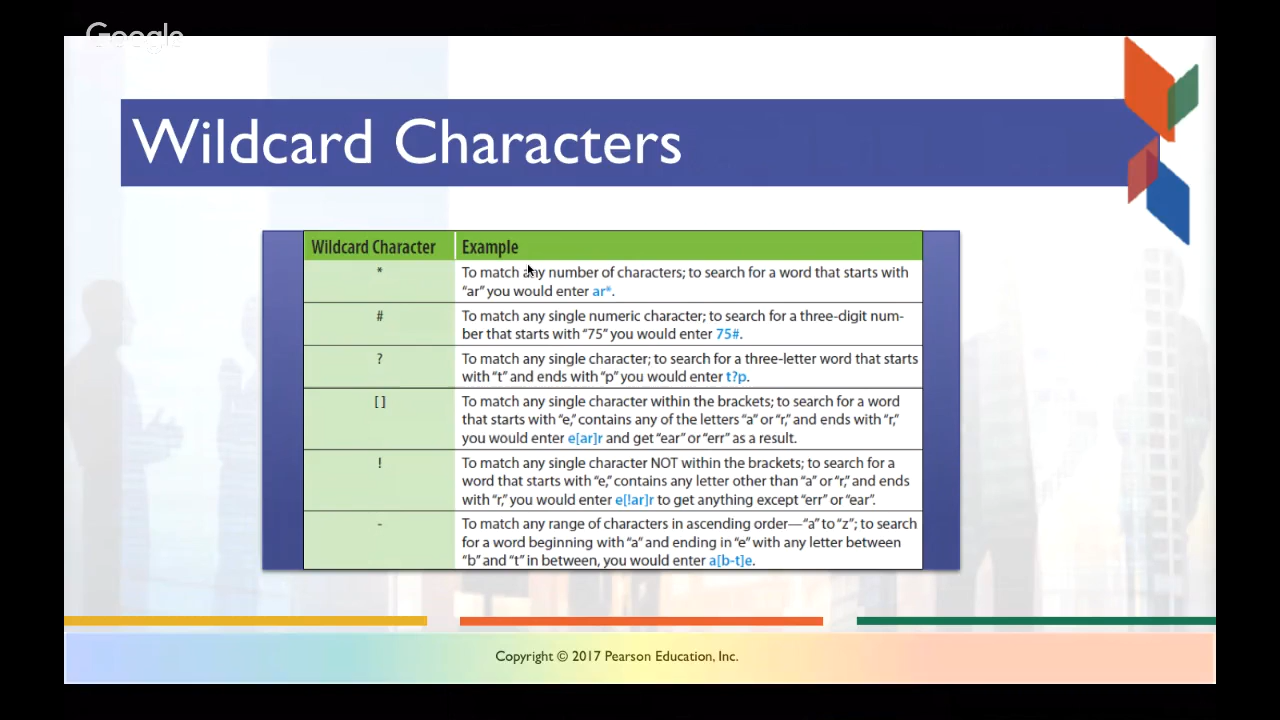 Google
Wildcard Characters
Wildcard Character Example
* To match any number of characters; to search for a word that starts with
“ar” you would enter ar*.
# To match any single numeric character; to search for a three-digit num-
ber that starts with “75” you would enter 75#.
? To match any single character; to search for a three-letter word that starts
with “t” and ends with “p” you would enter t?p.
[ ] To match any single character within the brackets; to search for a word
that starts with “e,” contains any of the letters “a” or “r,” and ends with “r,”
you would enter e[ar]r and get “ear” or “err” as a result.
! To match any single character NOT within the brackets; to search for a
word that starts with “e,” contains any letter other than “a” or “r,” and ends
with “r,” you would enter e[!ar]r to get anything except “err” or “ear”.
- To match any range of characters in ascending order—“a” to “z”; to search
for a word beginning with “a” and ending in “e” with any letter between
“b” and “t” in between, you would enter a[b-t]e.
Copyright © 2017 Pearson Education, Inc.